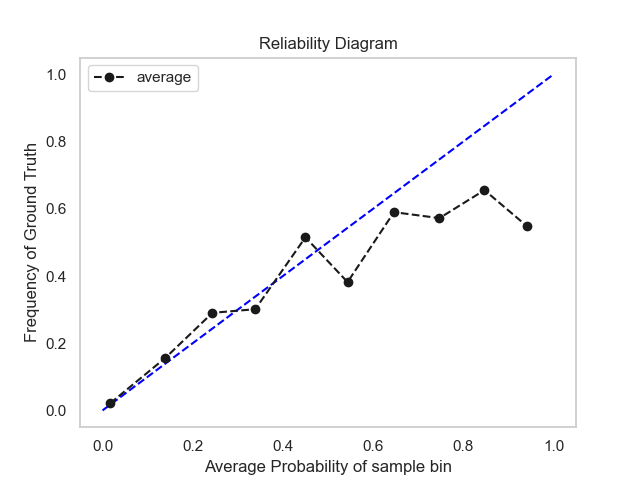 Reliability Diagram
average
Frequency of Ground Truth
1.0
0.8
0.6
0.4
0.2
0.0
0.0 0.2 0.4 0.6 0.8 1.0
Average Probability of sample bin